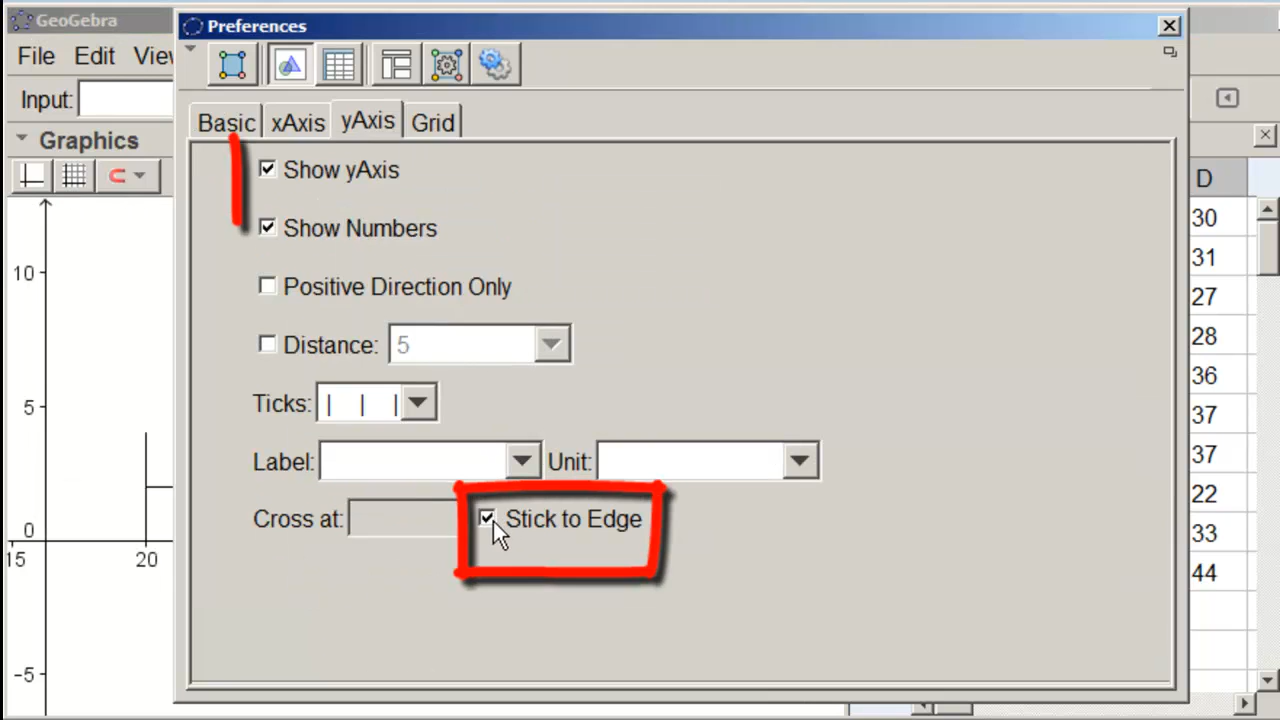 GeoGebra
Preferences
File Edit View
Input:
Graphics
Basic xAxis yAxis Grid
Show yAxis
Show Numbers
Positive Direction Only
Distance: 5
Ticks: | | |
Label: Unit:
Cross at: Stick to Edge
10
5
0
-5
15 20
D
30
31
27
28
36
37
37
22
33
44